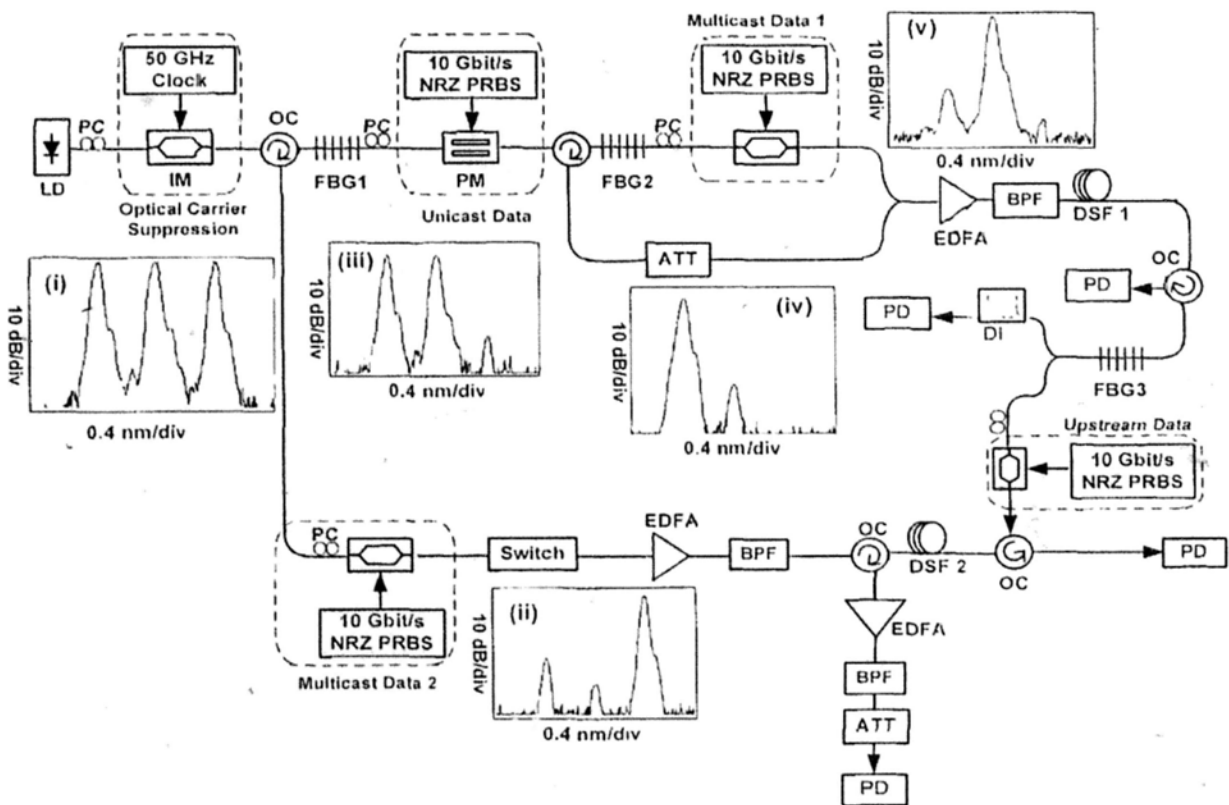 Multicast Data 1
(v)
10 dB/div
0.4 nm/div
50 GHz
Clock
10 Gbit/s
NRZ PRBS
10 Gbit/s
NRZ PRBS
PC
OC
PC
PC
LD
IM
FBG1
PM
FBG2
BPF
DSF 1
EDFA
Optical Carrier
Suppression
Unicast Data
ATT
OC
PD
(i)
10 dB/div
0.4 nm/div
(iii)
10 dB/div
0.4 nm/div
(iv)
10 dB/div
0.4 nm/div
PD
DI
FBG3
Upstream Data
10 Gbit/s
NRZ PRBS
PC
Switch
EDFA
BPF
OC
DSF 2
OC
PD
10 Gbit/s
NRZ PRBS
Multicast Data 2
(ii)
10 dB/div
0.4 nm/div
EDFA
BPF
ATT
PD